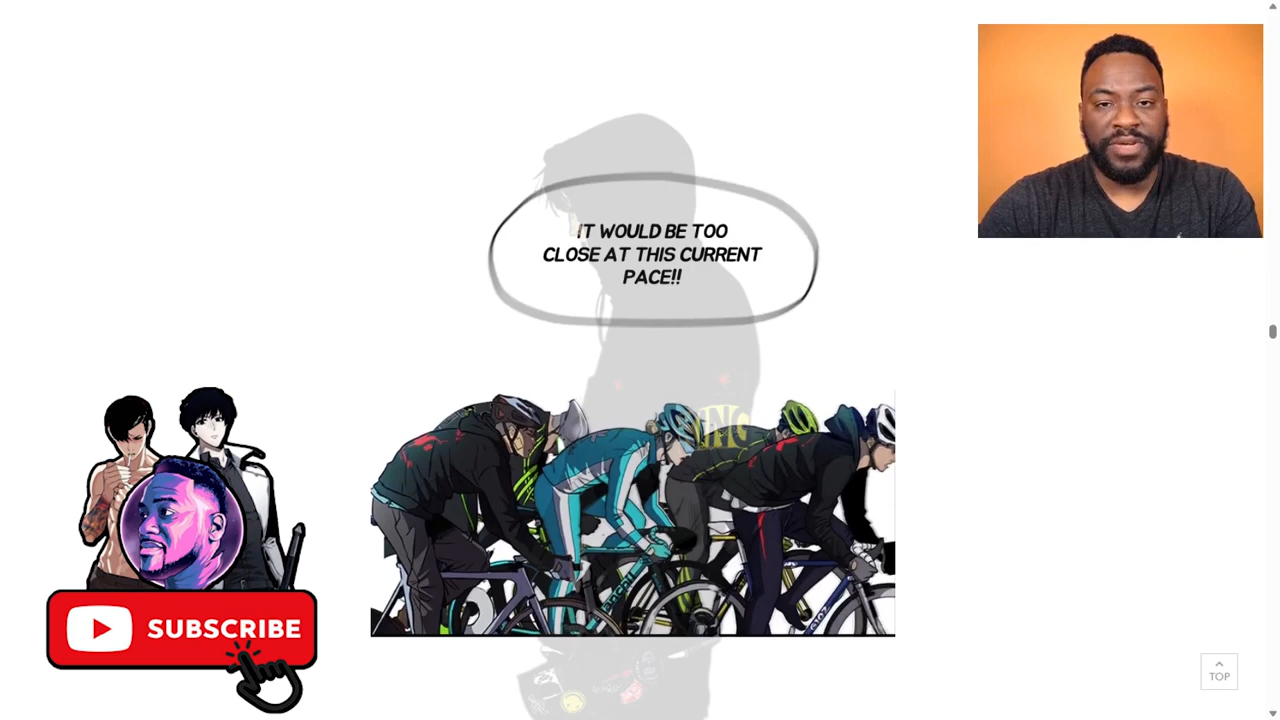 IT WOULD BE TOO
CLOSE AT THIS CURRENT
PACE!!
SUBSCRIBE
TOP